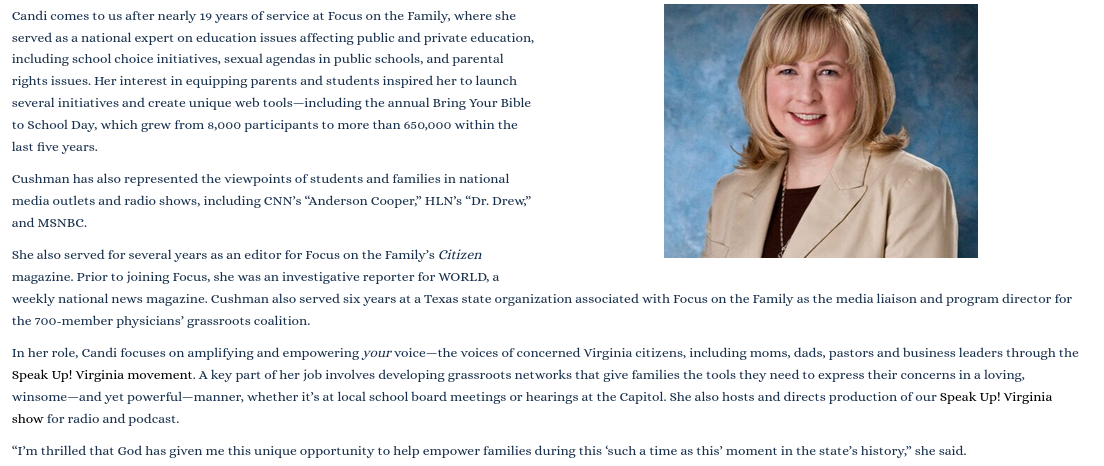 Candi comes to us after nearly 19 years of service at Focus on the Family, where she
served as a national expert on education issues affecting public and private education,
including school choice initiatives, sexual agendas in public schools, and parental
rights issues. Her interest in equipping parents and students inspired her to launch
several initiatives and create unique web tools—including the annual Bring Your Bible
to School Day, which grew from 8,000 participants to more than 650,000 within the
last five years.
Cushman has also represented the viewpoints of students and families in national
media outlets and radio shows, including CNN's “Anderson Cooper,” HLN's “Dr. Drew,”
and MSNBC.
She also served for several years as an editor for Focus on the Family’s Citizen
magazine. Prior to joining Focus, she was an investigative reporter for WORLD, a
weekly national news magazine. Cushman also served six years at a Texas state organization associated with Focus on the Family as the media liaison and program director for
the 700-member physicians’ grassroots coalition.
In her role, Candi focuses on amplifying and empowering your voice—the voices of concerned Virginia citizens, including moms, dads, pastors and business leaders through the
Speak Up! Virginia movement. A key part of her job involves developing grassroots networks that give families the tools they need to express their concerns in a loving,
winsome—and yet powerful—manner, whether it’s at local school board meetings or hearings at the Capitol. She also hosts and directs production of our Speak Up! Virginia
show for radio and podcast.
“I’m thrilled that God has given me this unique opportunity to help empower families during this ‘such a time as this’ moment in the state’s history,” she said.